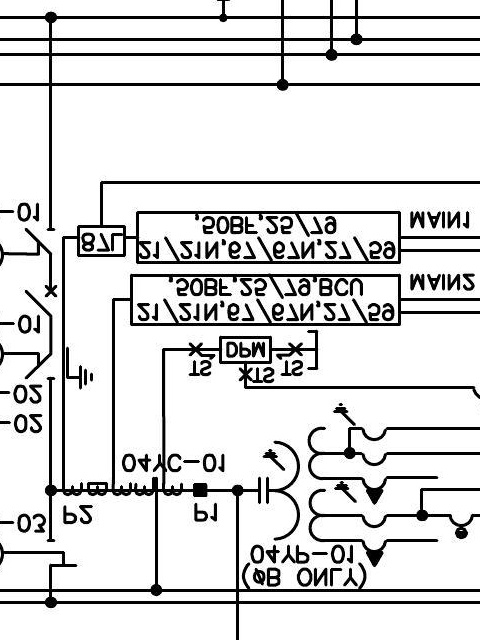 (øB ONLY)
04YP-01
-03
P2
P1
04YC-01
-02
-02
TS
TS
TS
DPM
-01
21/21N,67/67N,27/59
,50BF,25/79,BCU
MAIN2
87L
21/21N,67/67N,27/59
,50BF,25/79
MAIN1
-01